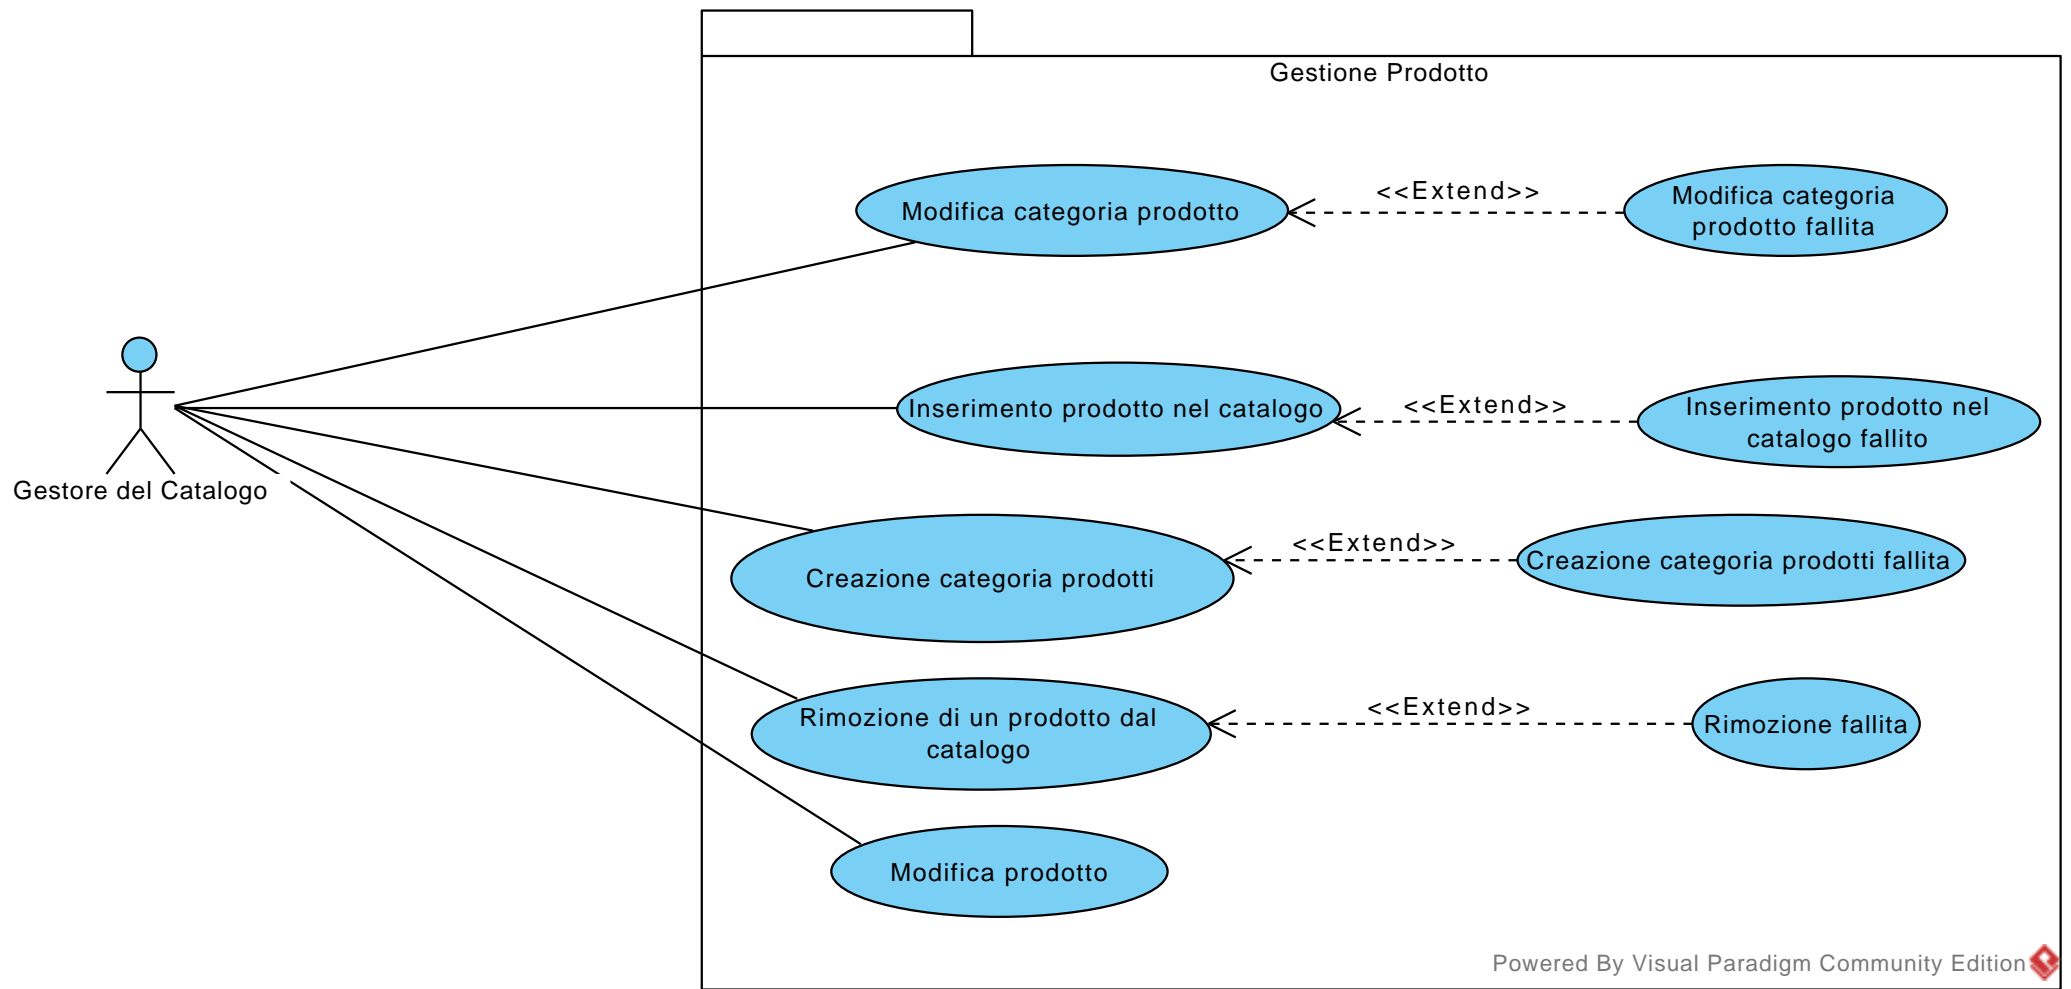 Gestione Prodotto
Modifica categoria prodotto
<<Extend>>
Modifica categoria
prodotto fallita
Gestore del Catalogo
Inserimento prodotto nel catalogo
<<Extend>>
Inserimento prodotto nel
catalogo fallito
Creazione categoria prodotti
<<Extend>>
Creazione categoria prodotti fallita
Rimozione di un prodotto dal
catalogo
<<Extend>>
Rimozione fallita
Modifica prodotto
Powered By Visual Paradigm Community Edition